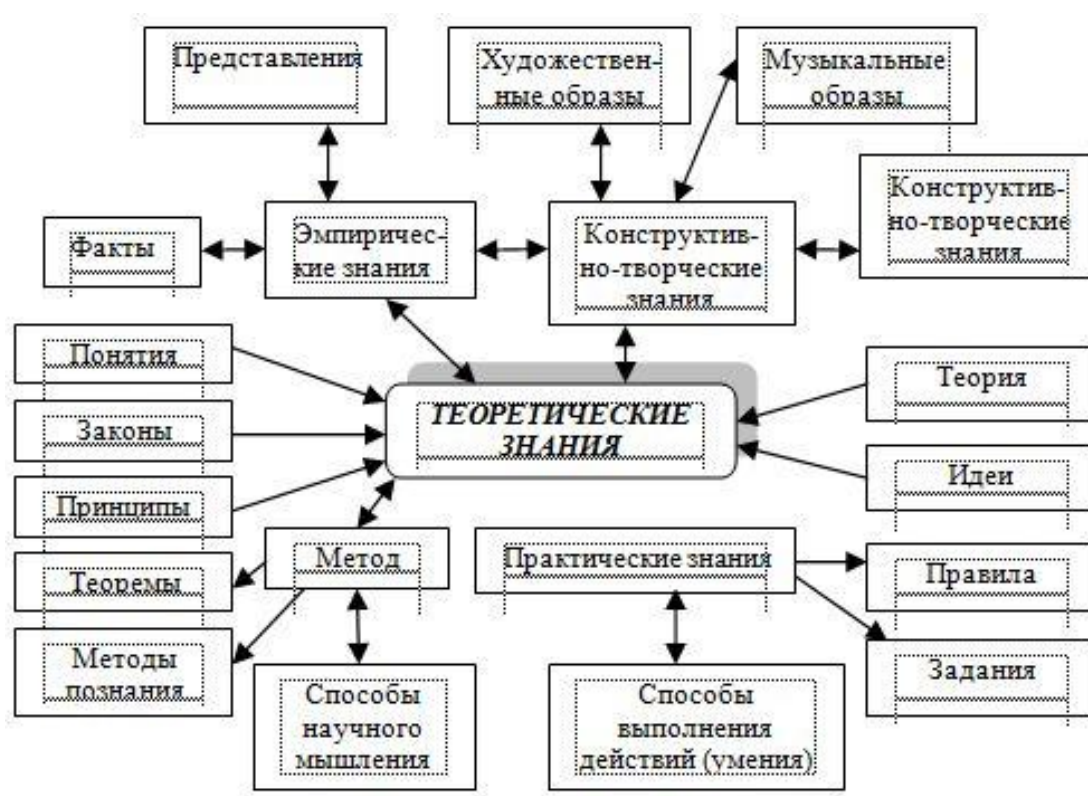 Представления
Художествен-
ные образы
Музыкальные
образы
Факты
Эмпиричес-
кие знания
Конструктив-
но-творческие
знания
Конструктив-
но-творческие
знания
Понятия
Законы
Принципы
Теоремы
Методы
познания
ТЕОРЕТИЧЕСКИЕ
ЗНАНИЯ
Теория
Идеи
Метод
Практические знания
Правила
Задания
Способы
научного
мышления
Способы
выполнения
действий (умения)